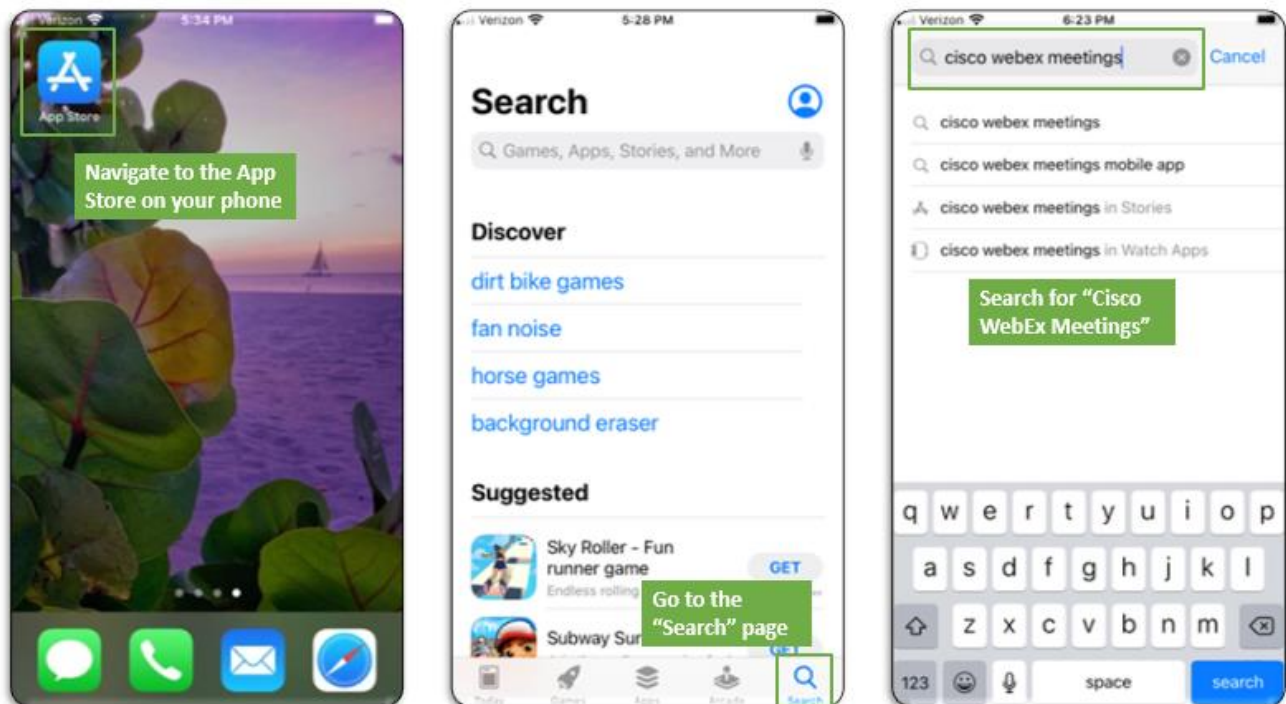 Verizon 5:34 PM
App Store
Navigate to the App
Store on your phone
Verizon 5:28 PM
Search
Games, Apps, Stories, and More
Discover
dirt bike games
fan noise
horse games
background eraser
Suggested
Sky Roller - Fun
runner game
GET
Endless rolling
Go to the
"Search" page
Subway Sur
GET
Today Games Apps Arcade Search
Verizon 6:23 PM
cisco webex meetings Cancel
cisco webex meetings
cisco webex meetings mobile app
cisco webex meetings in Stories
cisco webex meetings in Watch Apps
Search for “Cisco
WebEx Meetings”
q w e r t y u i o p
a s d f g h j k l
z x c v b n m
123 space search